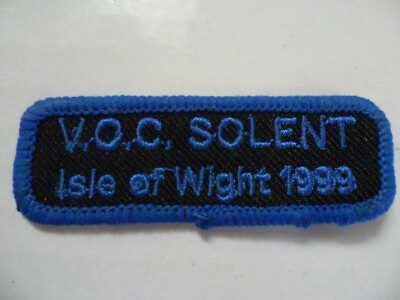 V.O.C. SOLENT
Isle of Wight 1999